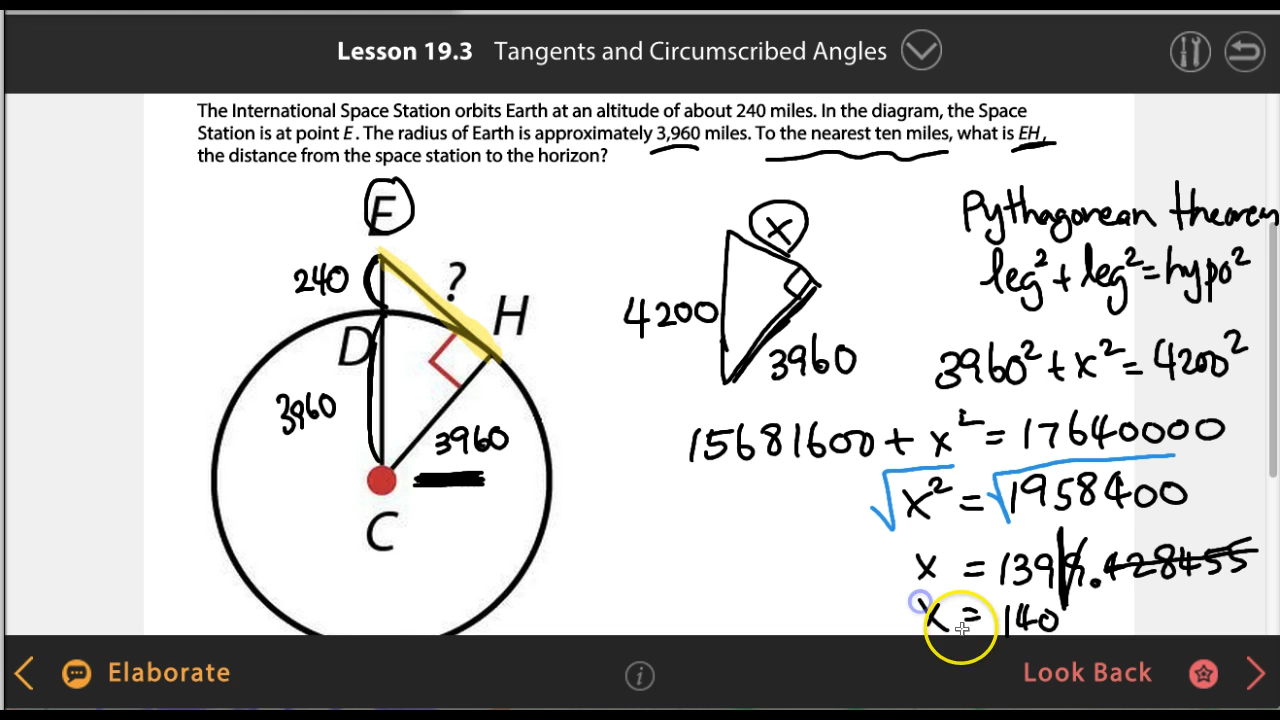 Lesson 19.3 Tangents and Circumscribed Angles
The International Space Station orbits Earth at an altitude of about 240 miles. In the diagram, the Space
Station is at point E. The radius of Earth is approximately 3,960 miles. To the nearest ten miles, what is EH,
the distance from the space station to the horizon?
E
240
?
H
D
3960
3960
C
x
4200
3960
Pythagorean theorem
leg² + leg² = hypo²
3960² + x² = 4200²
15681600 + x² = 17640000
√x² = √1958400
x = 1399.428455
x = 140
Elaborate
i
Look Back